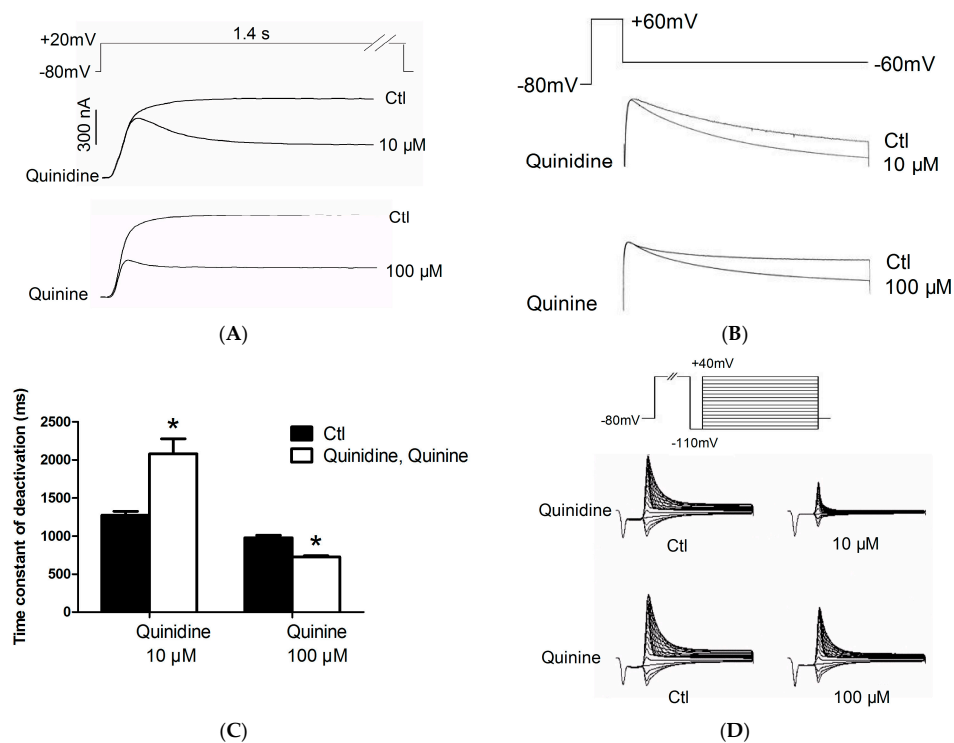 1.4 s
+20mV
-80mV
Ctl
300 nA
10 µM
Quinidine
Ctl
100 µM
Quinine
(A)
+60mV
-60mV
-80mV
Ctl
Quinidine
10 µM
Ctl
100 µM
Quinine
(B)
Time constant of deactivation (ms)
2500
2000
1500
1000
500
0
*
*
Ctl
Quinidine, Quinine
Quinidine
10 µM
Quinine
100 µM
(C)
+40mV
-80mV
-110mV
Quinidine
Ctl
10 µM
Quinine
Ctl
100 µM
(D)